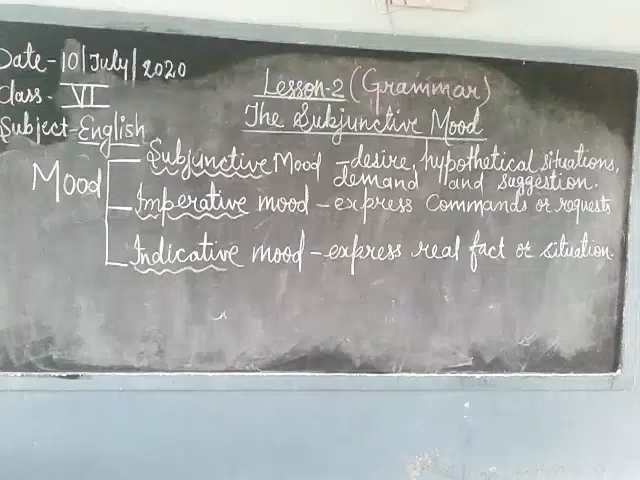 Date - 10/July/2020
Class - VI
Subject - English
Lesson-2 (Grammar)
The Subjunctive Mood
Mood
Subjunctive Mood - desire, hypothetical situations,
demand and suggestion.
Imperative mood - express Commands or requests
Indicative mood - express real fact or situation.